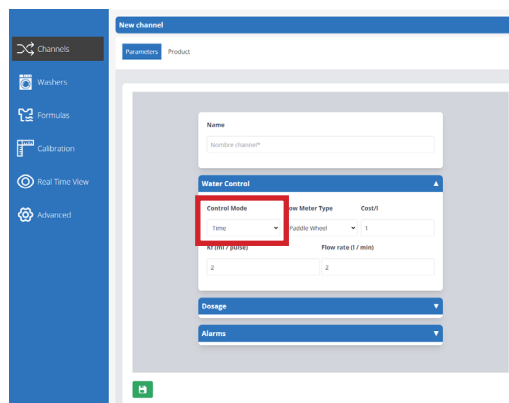 New channel
Channels
Washers
Formulas
Calibration
Real Time View
Advanced
Parameters Product
Name
Nombre channel*
Water Control
Control Mode Meter Type Cost/l
Time Paddle Wheel 1
Kf (ml / pulse) Flow rate (l / min)
2 2
Dosage
Alarms